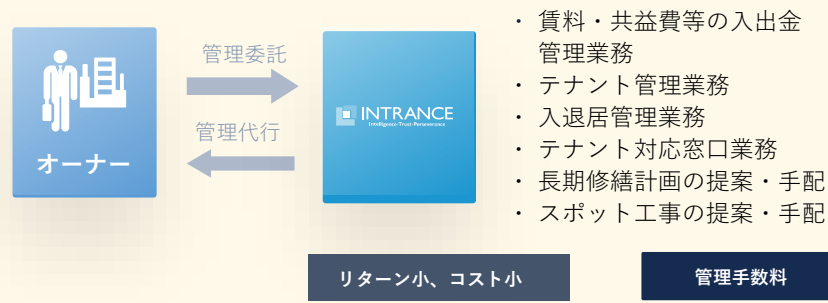 管理委託
管理代行
オーナー
INTRANCE
Intelligence·Trust·Perseverance
・ 賃料・共益費等の入出金
管理業務
・ テナント管理業務
・ 入退居管理業務
・ テナント対応窓口業務
・ 長期修繕計画の提案・手配
・ スポット工事の提案・手配
リターン小、コスト小
管理手数料